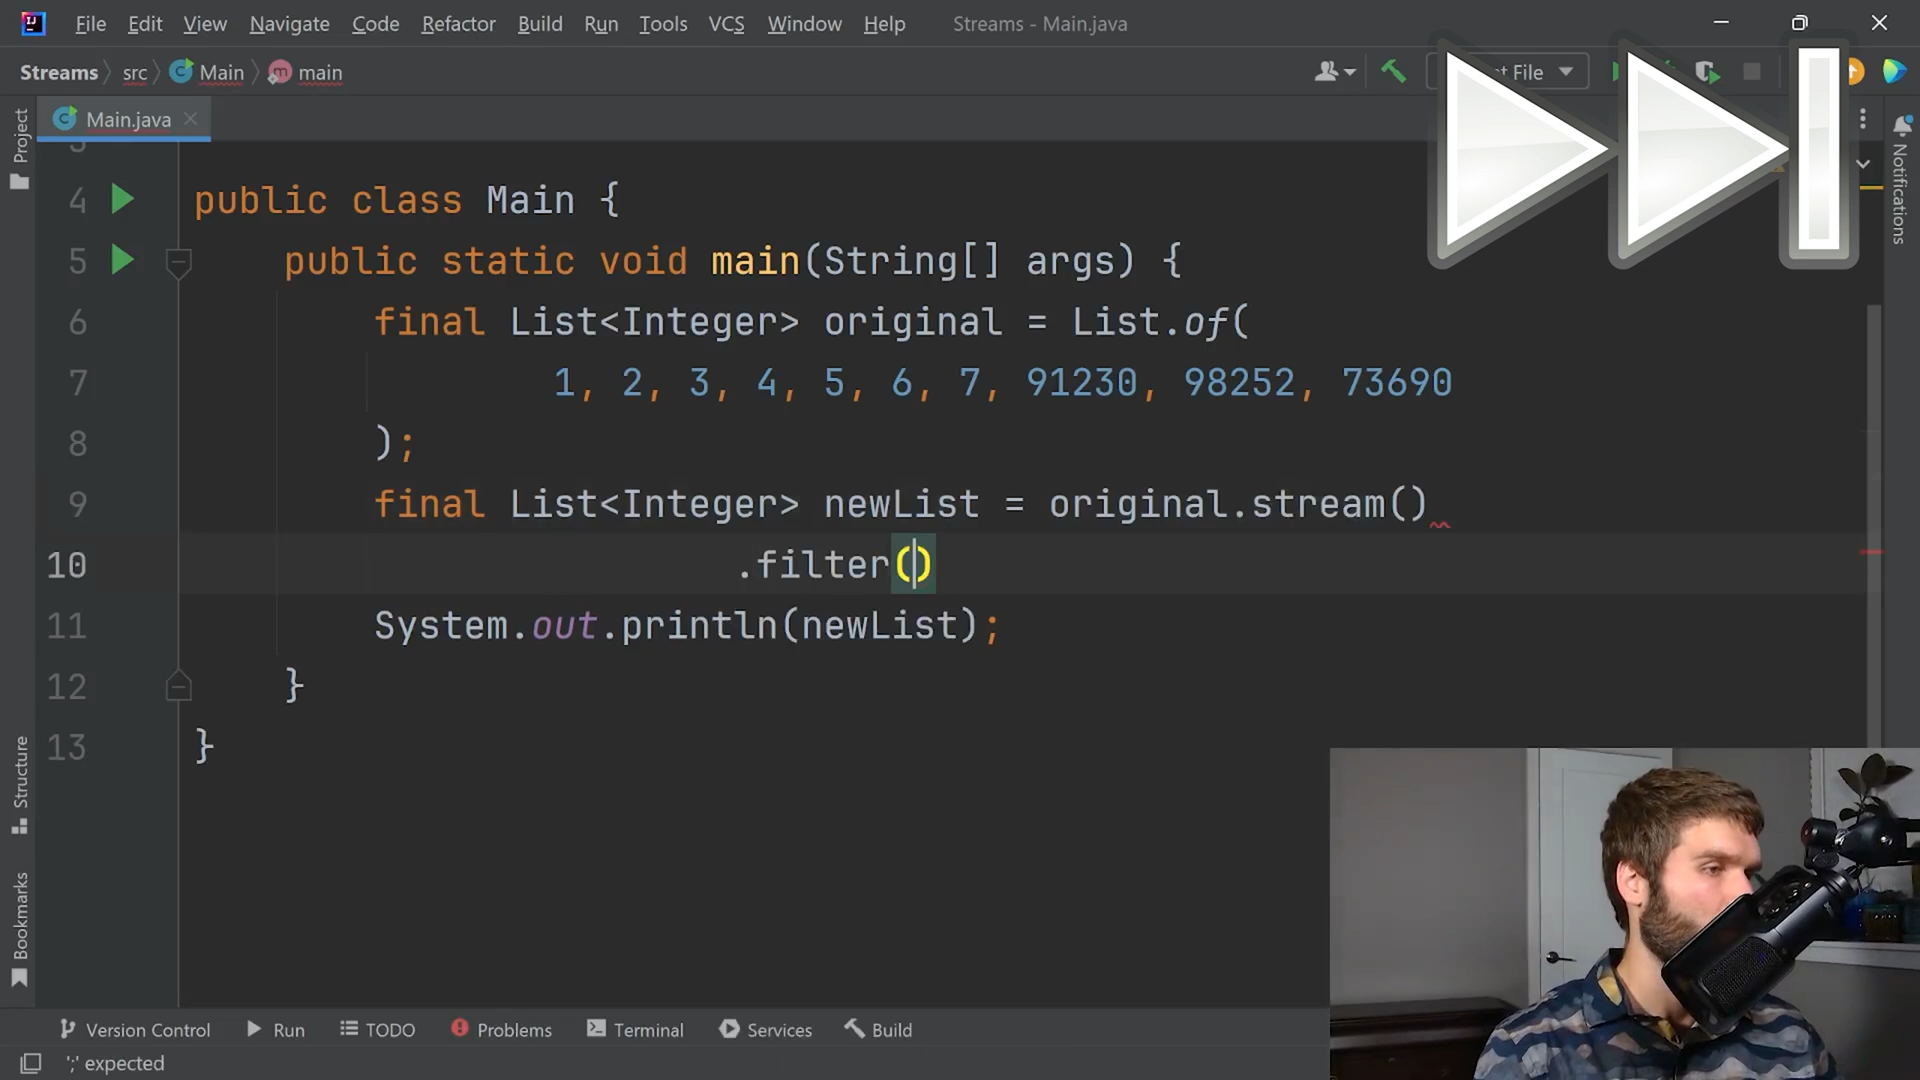 File Edit View Navigate Code Refactor Build Run Tools VCS Window Help Streams - Main.java
Streams src Main main
File
Main.java
Project
Notifications
Structure
Bookmarks
3
4 public class Main {
5 public static void main(String[] args) {
6 final List<Integer> original = List.of(
7 1, 2, 3, 4, 5, 6, 7, 91230, 98252, 73690
8 );
9 final List<Integer> newList = original.stream()
10 .filter()
11 System.out.println(newList);
12 }
13 }
Version Control Run TODO Problems Terminal Services Build
';' expected